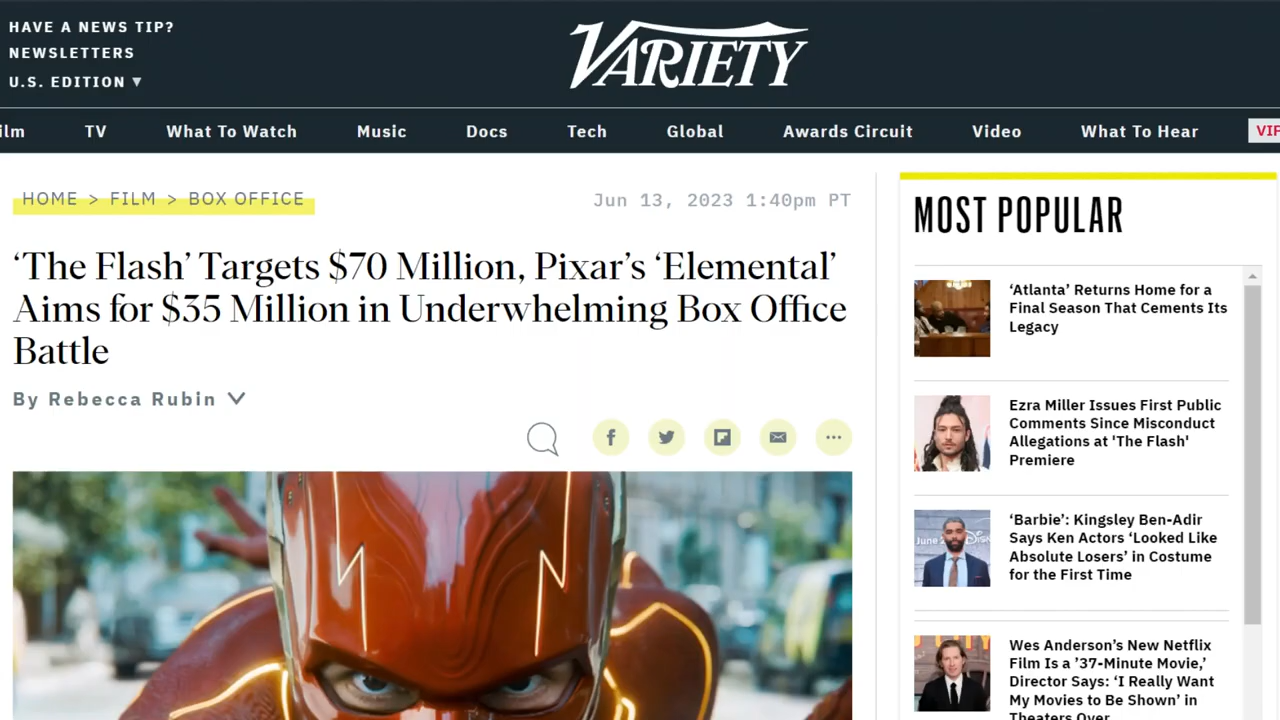 HAVE A NEWS TIP?
NEWSLETTERS
U.S. EDITION ▼
VARIETY
ilm TV What To Watch Music Docs Tech Global Awards Circuit Video What To Hear VIP
HOME > FILM > BOX OFFICE
Jun 13, 2023 1:40pm PT
‘The Flash’ Targets $70 Million, Pixar’s ‘Elemental’
Aims for $35 Million in Underwhelming Box Office
Battle
By Rebecca Rubin
MOST POPULAR
‘Atlanta’ Returns Home for a
Final Season That Cements Its
Legacy
Ezra Miller Issues First Public
Comments Since Misconduct
Allegations at 'The Flash'
Premiere
‘Barbie’: Kingsley Ben-Adir
Says Ken Actors ‘Looked Like
Absolute Losers’ in Costume
for the First Time
Wes Anderson’s New Netflix
Film Is a ’37-Minute Movie,’
Director Says: ‘I Really Want
My Movies to Be Shown’ in
Theaters Over